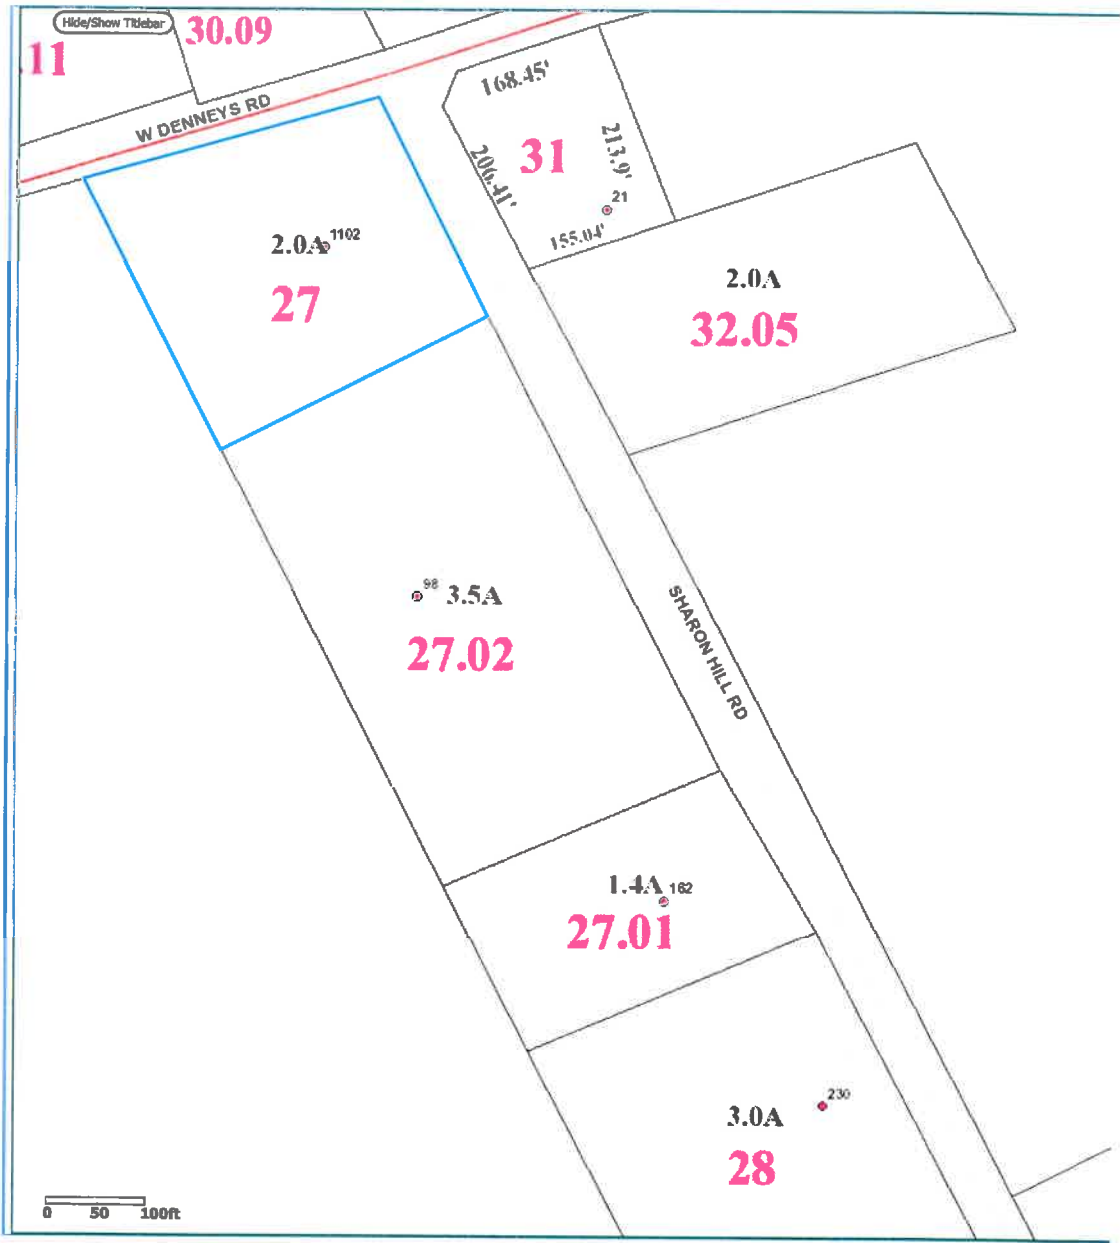 Hide/Show Titlebar
30.09
.11
W DENNEYS RD
168.45'
206.41'
31
213.9'
21
155.04'
2.0A 1102
27
2.0A
32.05
98 3.5A
27.02
SHARON HILL RD
1.4A 162
27.01
230
3.0A
28
0 50 100ft